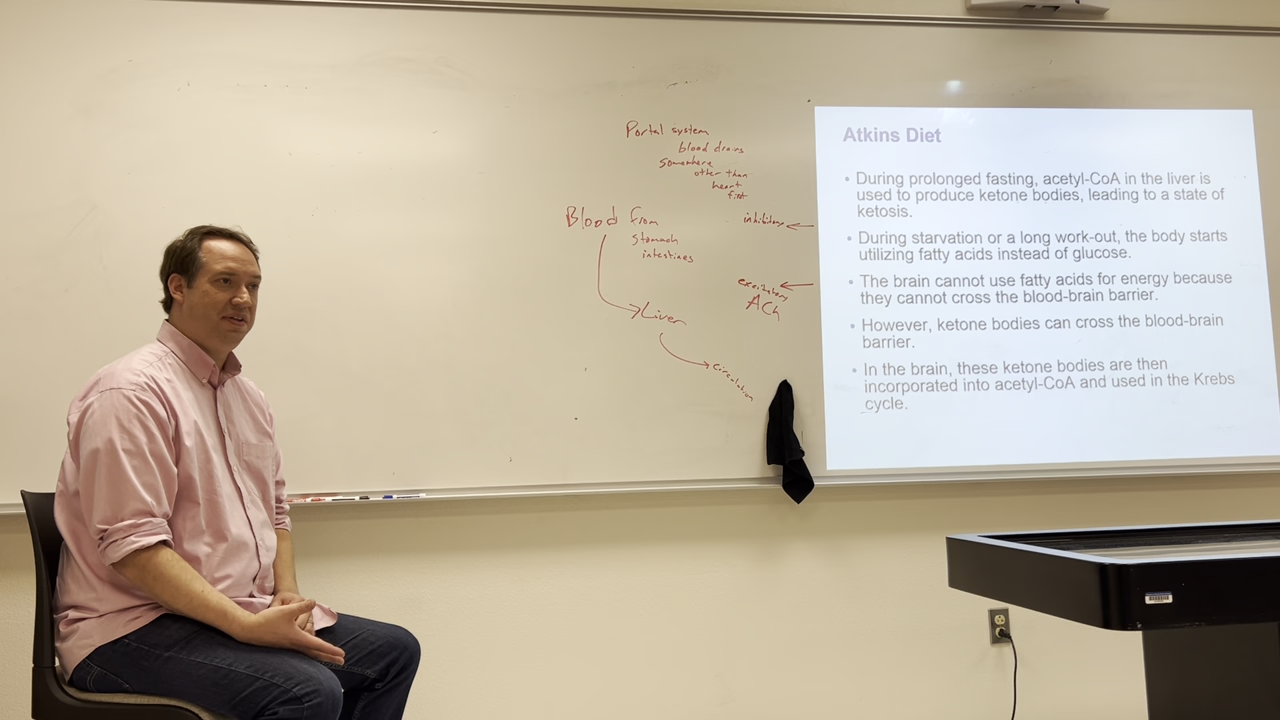 Portal system
blood drains
somewhere
other than
heart
first
Blood from
stomach
intestines
Liver
circulation
inhibitory
excitatory
ACh
Atkins Diet
• During prolonged fasting, acetyl-CoA in the liver is
used to produce ketone bodies, leading to a state of
ketosis.
• During starvation or a long work-out, the body starts
utilizing fatty acids instead of glucose.
• The brain cannot use fatty acids for energy because
they cannot cross the blood-brain barrier.
• However, ketone bodies can cross the blood-brain
barrier.
• In the brain, these ketone bodies are then
incorporated into acetyl-CoA and used in the Krebs
cycle.